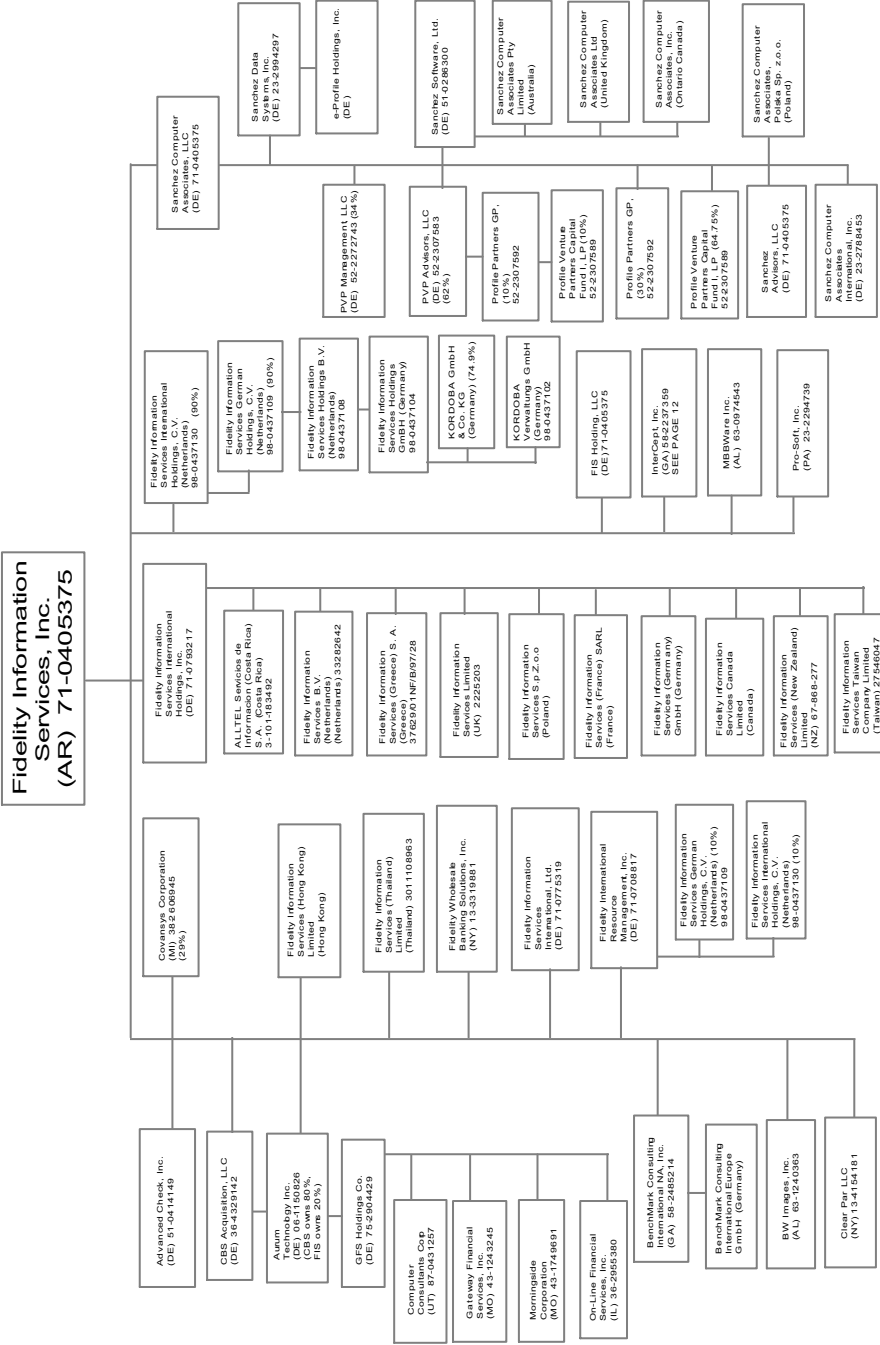 Fidelity Information
Services, Inc.
(AR) 71-0405375
Advanced Check, Inc.
(DE) 51-0414149
CBS Acquisition, LLC
(DE) 36-4329142
Aurum
Technology Inc.
(DE) 06-1150826
(CBS owns 80%,
FIS owns 20%)
GFS Holdings Co.
(DE) 75-2904429
Computer
Consultants Corp
(UT) 87-0431257
Gateway Financial
Services, Inc.
(MO) 43-1243245
Morningside
Corporation
(MO) 43-1749691
On-Line Financial
Services, Inc.
(IL) 36-2955380
BenchMark Consulting
International NA, Inc.
(GA) 58-2485214
BenchMark Consulting
International Europe
GmbH (Germany)
BW Images, Inc.
(AL) 63-1240363
Clear Par LLC
(NY) 13-4154181
Covansys Corporation
(MI) 38-2606945
(29%)
Fidelity Information
Services (Hong Kong)
Limited
(Hong Kong)
Fidelity Information
Services (Thailand)
Limited
(Thailand) 3011108963
Fidelity Wholesale
Banking Solutions, Inc.
(NY) 13-3319881
Fidelity Information
Services
International, Ltd.
(DE) 71-0775319
Fidelity International
Resource
Management, Inc.
(DE) 71-0708817
Fidelity Information
Services German
Holdings, C.V.
(Netherlands) (10%)
98-0437109
Fidelity Information
Services International
Holdings, C.V.
(Netherlands)
98-0437130 (10%)
Fidelity Information
Services International
Holdings, Inc.
(DE) 71-0793217
ALLTEL Servicios de
Informacion (Costa Rica)
S.A. (Costa Rica)
3-101-183492
Fidelity Information
Services B.V.
(Netherlands)
(Netherlands) 33282642
Fidelity Information
Services (Greece) S. A.
(Greece)
37629/01NF/B/97/28
Fidelity Information
Services Limited
(UK) 2225203
Fidelity Information
Services S.p.Z.o.o
(Poland)
Fidelity Information
Services (France) SARL
(France)
Fidelity Information
Services (Germany)
GmbH (Germany)
Fidelity Information
Services Canada
Limited
(Canada)
Fidelity Information
Services (New Zealand)
Limited
(NZ) 67-868-277
Fidelity Information
Services Taiwan
Company Limited
(Taiwan) 27546047
Fidelity Information
Services International
Holdings, C.V.
(Netherlands)
98-0437130 (90%)
Fidelity Information
Services German
Holdings, C.V.
(Netherlands)
98-0437109 (90%)
Fidelity Information
Services Holdings B.V.
(Netherlands)
98-0437108
Fidelity Information
Services Holdings
GmBH (Germany)
98-0437104
KORDOBA GmbH
& Co. KG
(Germany) (74.9%)
KORDOBA
Verwaltungs GmbH
(Germany)
98-0437102
FIS Holding, LLC
(DE)71-0405375
InterCept, Inc.
(GA) 58-2237359
SEE PAGE 12
MBBWare Inc.
(AL) 63-0974543
Pro-Soft, Inc.
(PA) 23-2294739
Sanchez Computer
Associates, LLC
(DE) 71-0405375
PVP Management, LLC
(DE) 52-2272743 (34%)
PVP Advisors, LLC
(DE) 52-2307583
(62%)
Profile Partners GP,
(10%)
52-2307592
Profile Venture
Partners Capital
Fund I, LP (10%)
52-2307589
Profile Partners GP,
(30%)
52-2307592
Profile Venture
Partners Capital
Fund I, LP (64.75%)
52-2307589
Sanchez
Advisors, LLC
(DE) 71-0405375
Sanchez Computer
Associates
International, Inc.
(DE) 23-2788453
Sanchez Data
Systems, Inc.
(DE) 23-2994297
e-Profile Holdings, Inc.
(DE)
Sanchez Software, Ltd.
(DE) 51-0286300
Sanchez Computer
Associates Pty
Limited
(Australia)
Sanchez Computer
Associates Ltd
(United Kingdom)
Sanchez Computer
Associates, Inc.
(Ontario Canada)
Sanchez Computer
Associates,
Polska Sp. z.o.o.
(Poland)